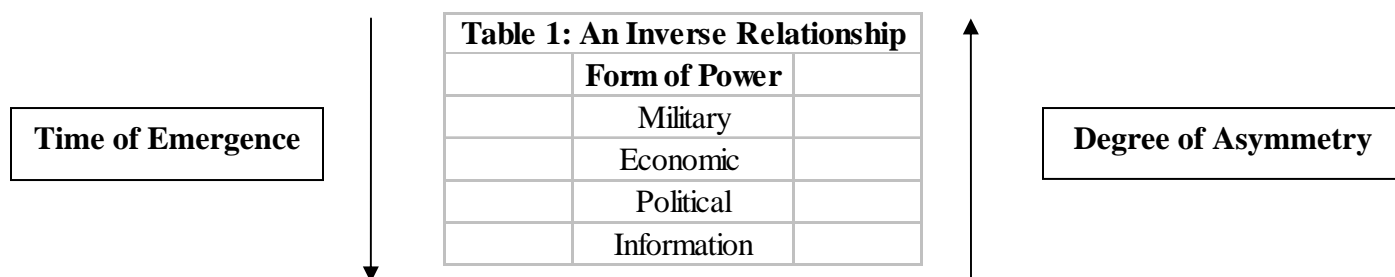 Table 1: An Inverse Relationship
Form of Power
Military
Time of Emergence
Degree of Asymmetry
Economic
Political
Information